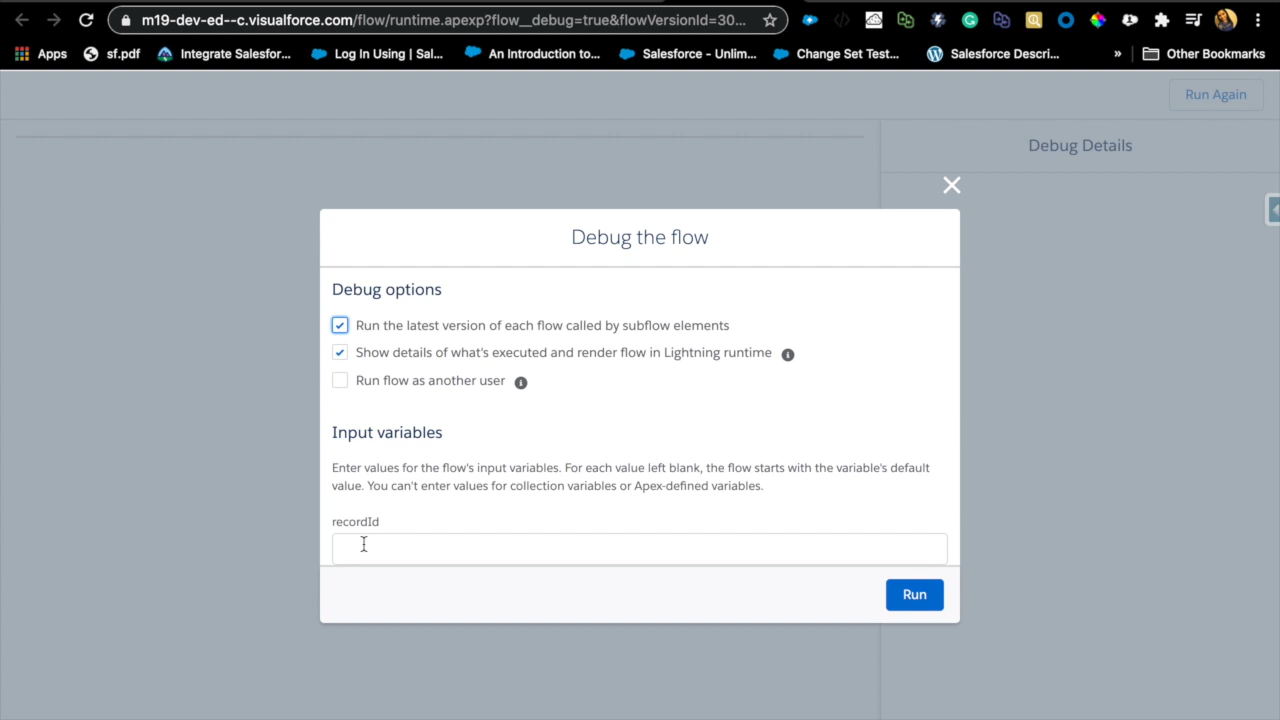 m19-dev-ed--c.visualforce.com/flow/runtime.apexp?flow__debug=true&flowVersionId=30...
Apps sf.pdf Integrate Salesfor... Log In Using | Sal... An Introduction to... Salesforce - Unlim... Change Set Test... Salesforce Descri... » Other Bookmarks
Run Again
Debug Details
Debug the flow
Debug options
Run the latest version of each flow called by subflow elements
Show details of what's executed and render flow in Lightning runtime
Run flow as another user
Input variables
Enter values for the flow's input variables. For each value left blank, the flow starts with the variable's default
value. You can't enter values for collection variables or Apex-defined variables.
recordId
Run